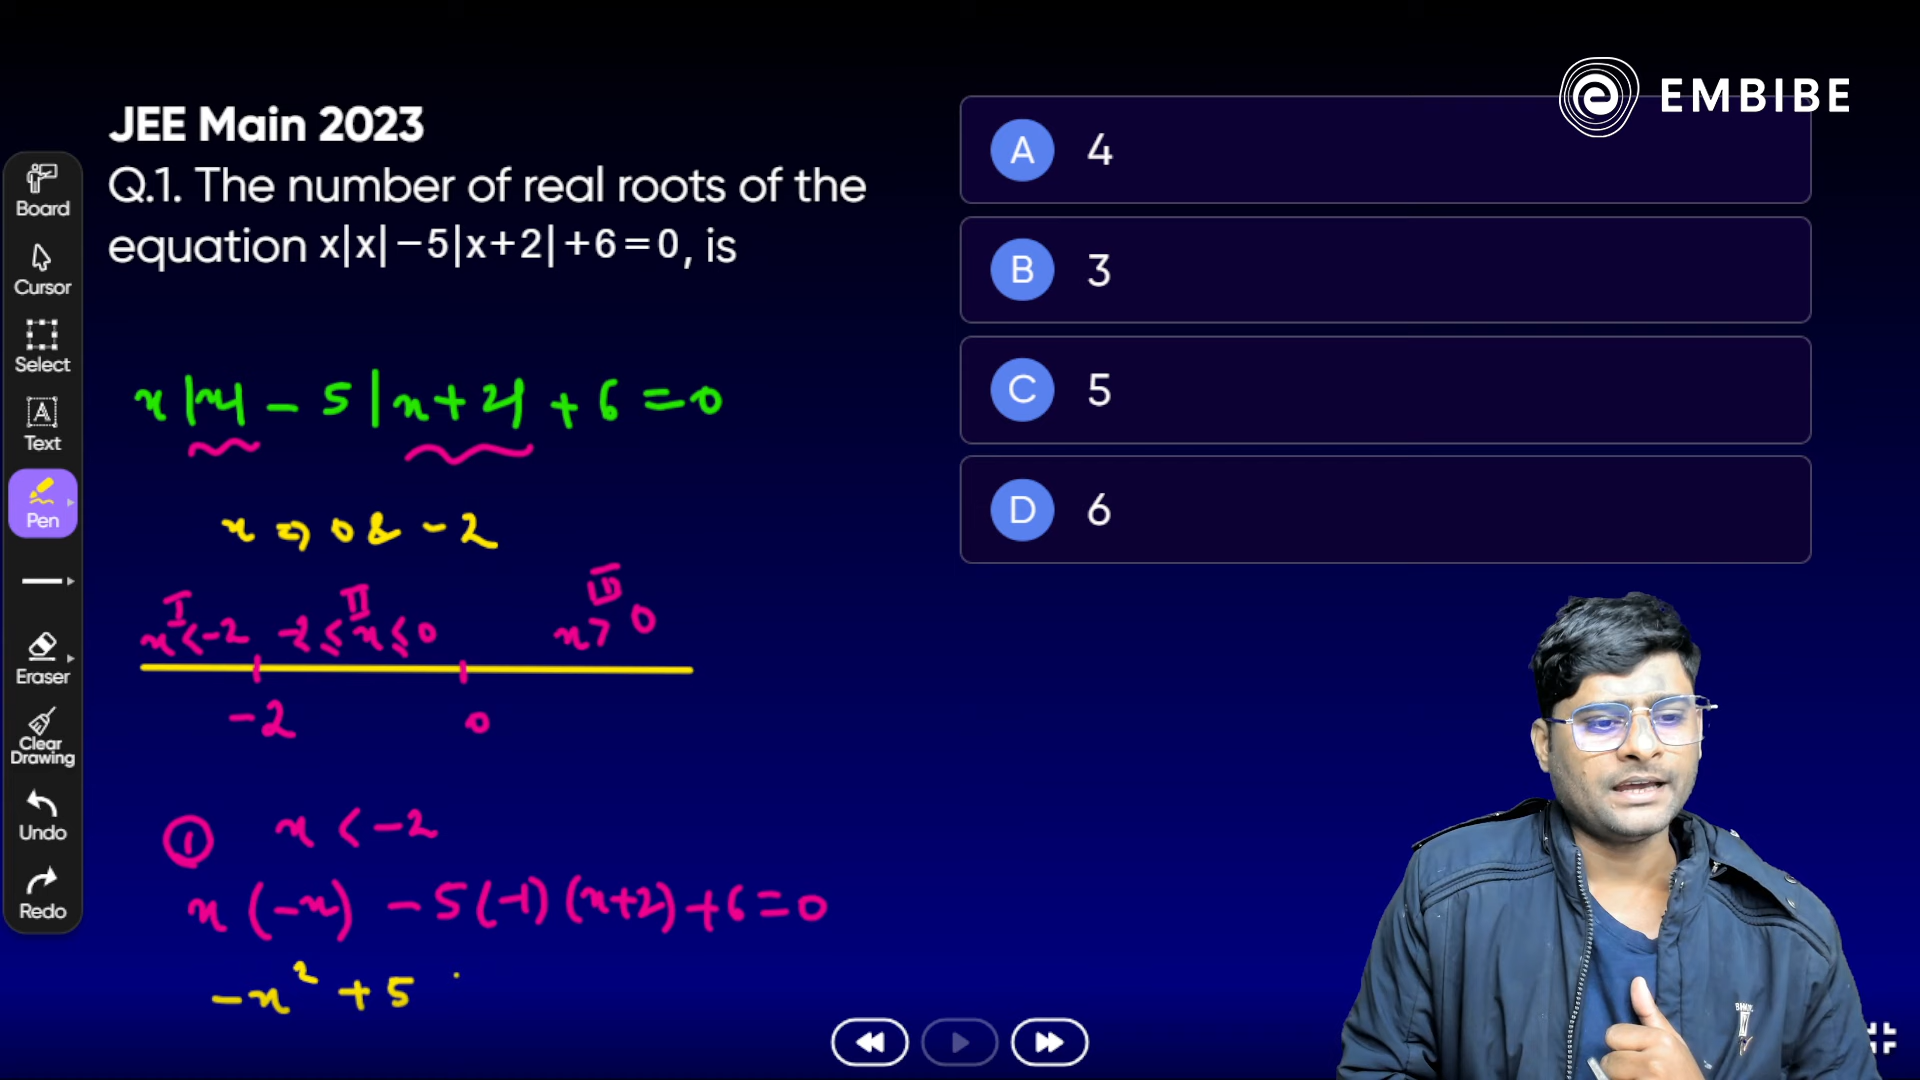 EMBIBE
JEE Main 2023
Q.1. The number of real roots of the
equation x|x|−5|x+2|+6=0, is
A 4
B 3
C 5
D 6
Board
Cursor
Select
Text
Pen
Eraser
Clear
Drawing
Undo
Redo
x|x| - 5|x+2| + 6 = 0
x ⇒ 0 & -2
I II III
x<-2 -2≤x≤0 x> 0
-2 0
① x < -2
x (-x) - 5(-1) (x+2) + 6 = 0
-x² + 5